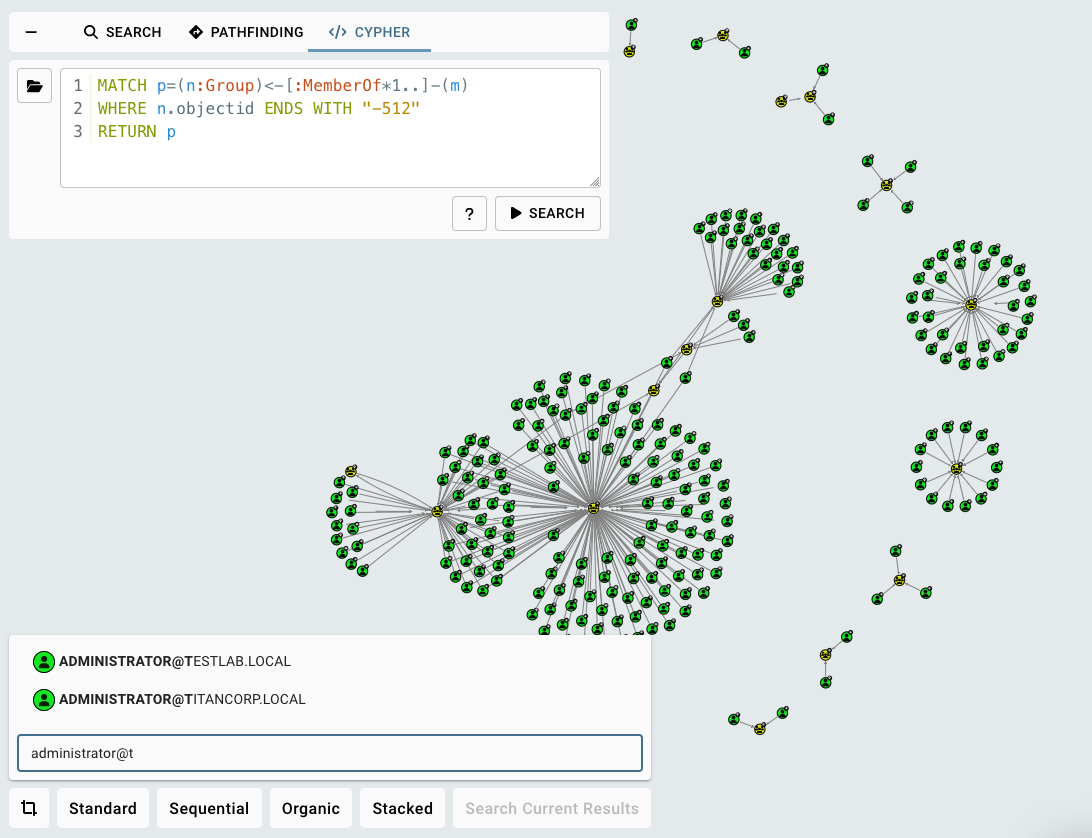 SEARCH PATHFINDING </> CYPHER
1 MATCH p=(n:Group)<-[:MemberOf*1..]-(m)
2 WHERE n.objectid ENDS WITH "-512"
3 RETURN p
? SEARCH
ADMINISTRATOR@TESTLAB.LOCAL
ADMINISTRATOR@TITANCORP.LOCAL
administrator@t
Standard Sequential Organic Stacked Search Current Results